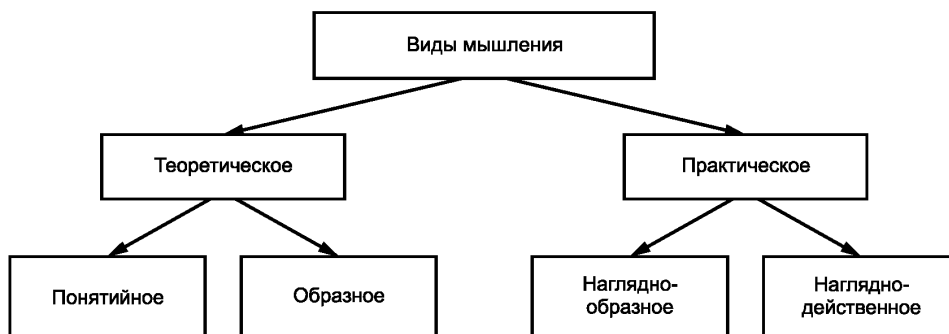 Виды мышления
Теоретическое
Практическое
Понятийное
Образное
Наглядно-
образное
Наглядно-
действенное